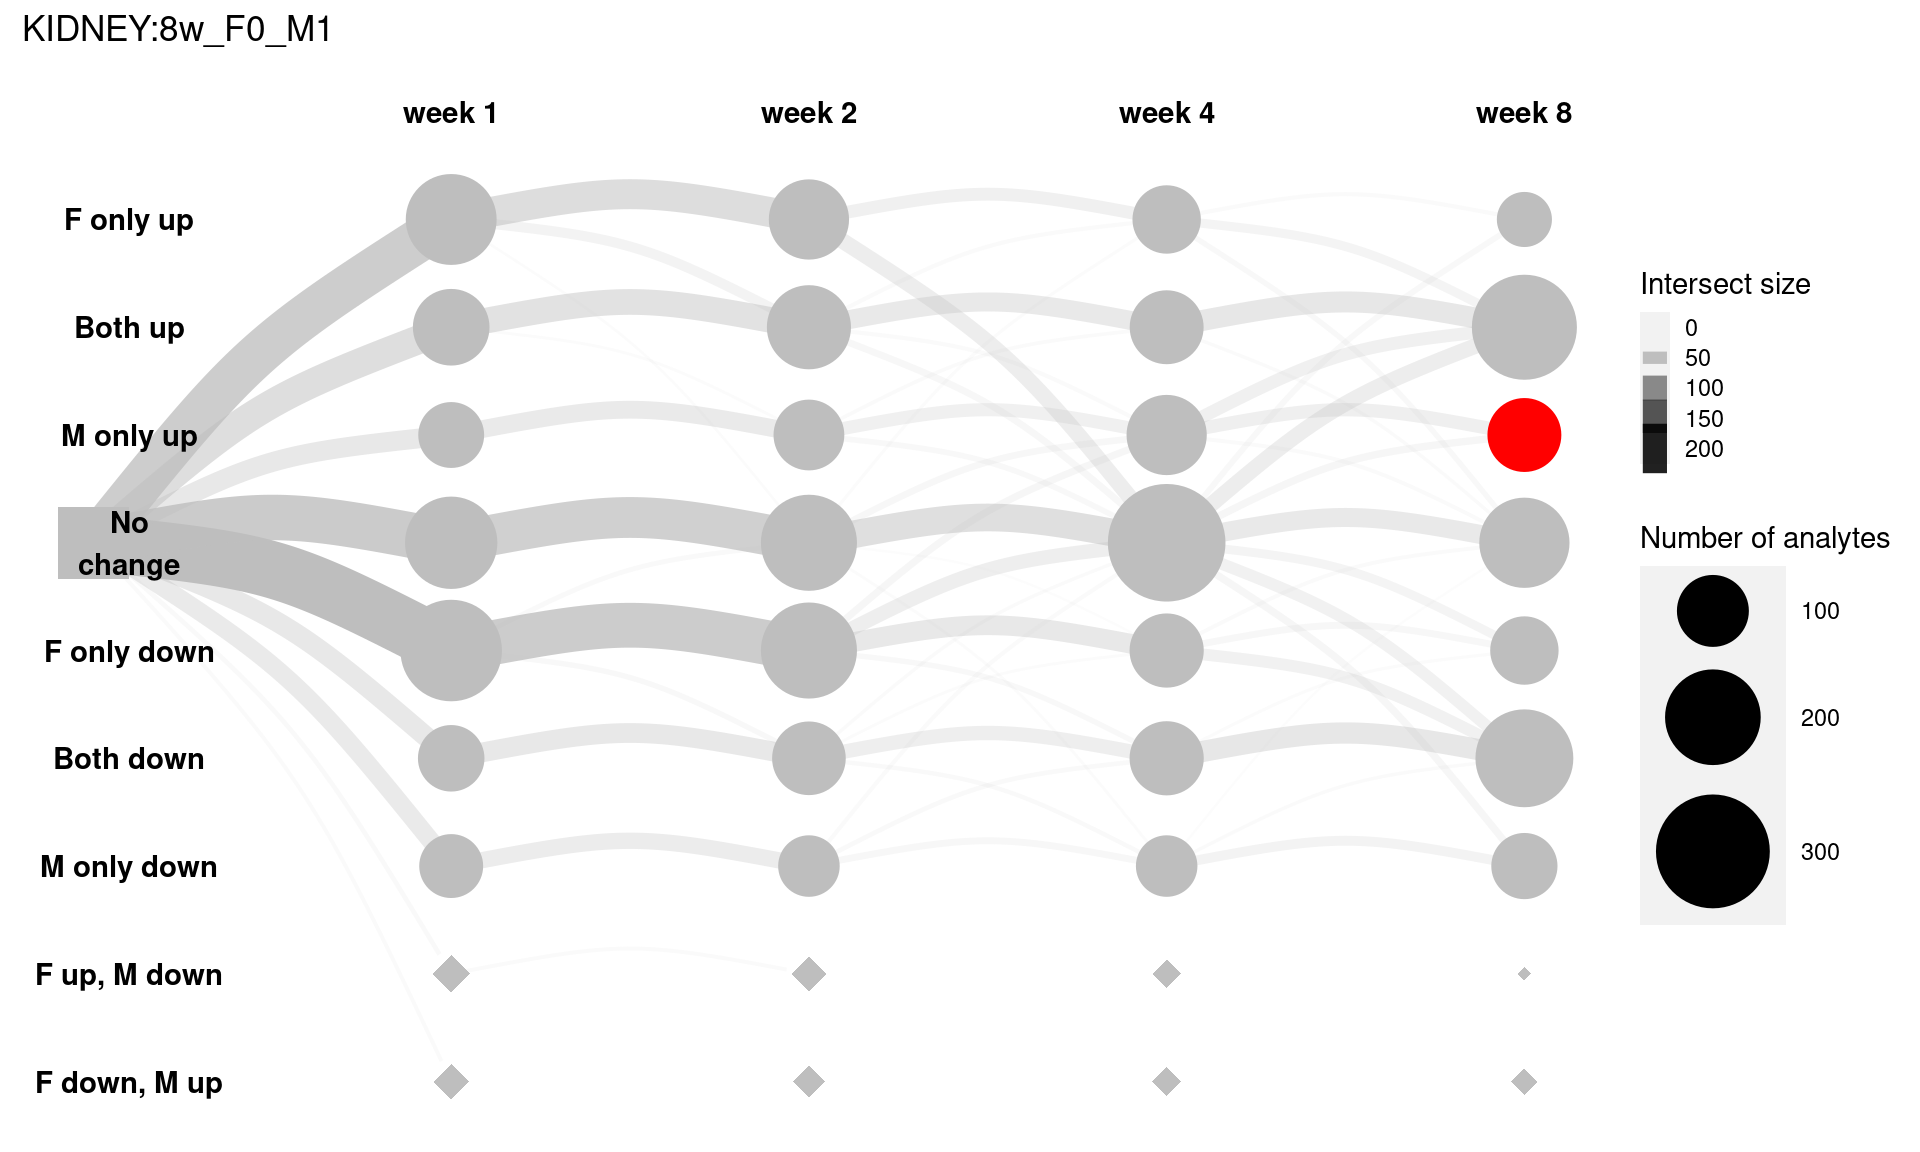 KIDNEY:8w_F0_M1
week 1
week 2
week 4
week 8
F only up
Both up
M only up
No
change
F only down
Both down
M only down
F up, M down
F down, M up
Intersect size
0
50
100
150
200
Number of analytes
100
200
300